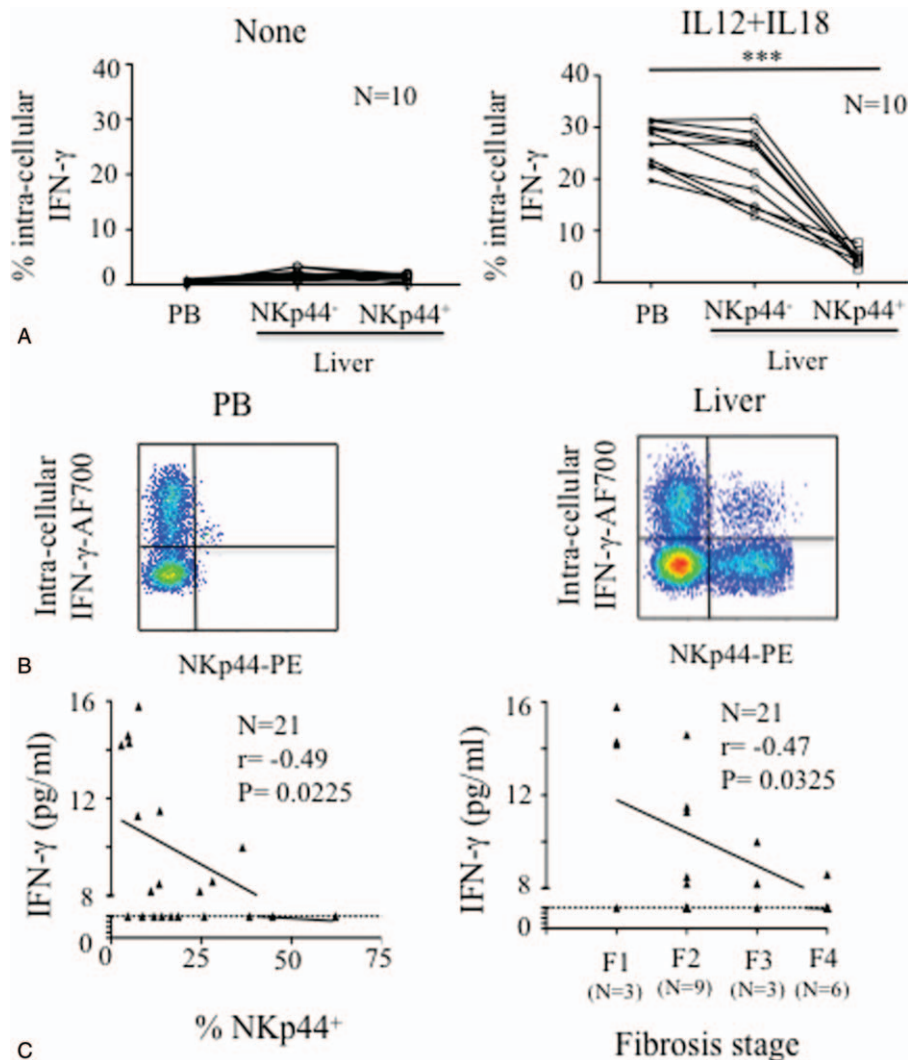 None
IL12+IL18
% intra-cellular IFN-γ
40
30
20
10
0
N=10
PB
NKp44⁻
NKp44⁺
Liver
% intra-cellular IFN-γ
40
30
20
10
0
***
N=10
PB
NKp44⁻
NKp44⁺
Liver
A
PB
Liver
Intra-cellular
IFN-γ-AF700
NKp44-PE
Intra-cellular
IFN-γ-AF700
NKp44-PE
B
IFN-γ (pg/ml)
16
12
8
0
N=21
r= -0.49
P= 0.0225
0
25
50
75
% NKp44⁺
IFN-γ (pg/ml)
16
12
8
0
N=21
r= -0.47
P= 0.0325
F1
F2
F3
F4
(N=3)
(N=9)
(N=3)
(N=6)
Fibrosis stage
C